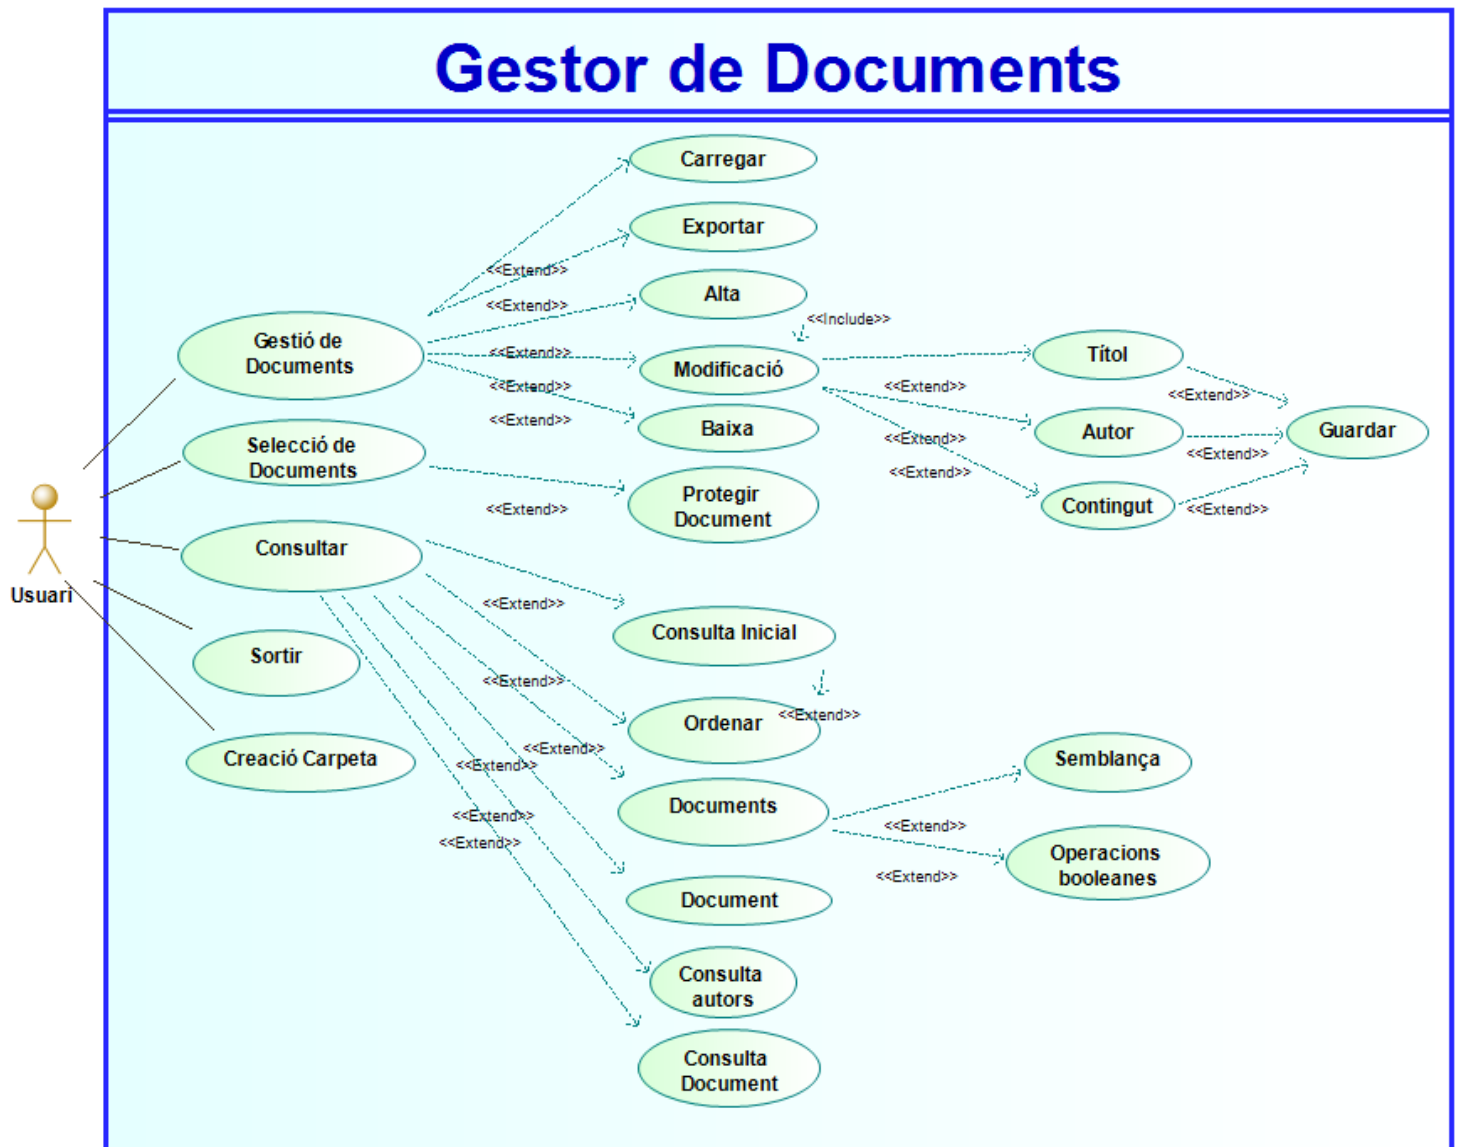 Gestor de Documents
Carregar
Exportar
<<Extend>>
Alta
<<Extend>>
<<Include>>
Gestió de
Documents
<<Extend>>
Modificació
Títol
<<Extend>>
<<Extend>>
<<Extend>>
<<Extend>>
Baixa
Autor
Guardar
<<Extend>>
<<Extend>>
Selecció de
Documents
<<Extend>>
Protegir
Document
Contingut
<<Extend>>
<<Extend>>
Consultar
Usuari
<<Extend>>
Consulta Inicial
Sortir
<<Extend>>
Ordenar
<<Extend>>
<<Extend>>
Creació Carpeta
<<Extend>>
Semblança
Documents
<<Extend>>
<<Extend>>
<<Extend>>
Operacions
booleanes
<<Extend>>
Document
Consulta
autors
Consulta
Document